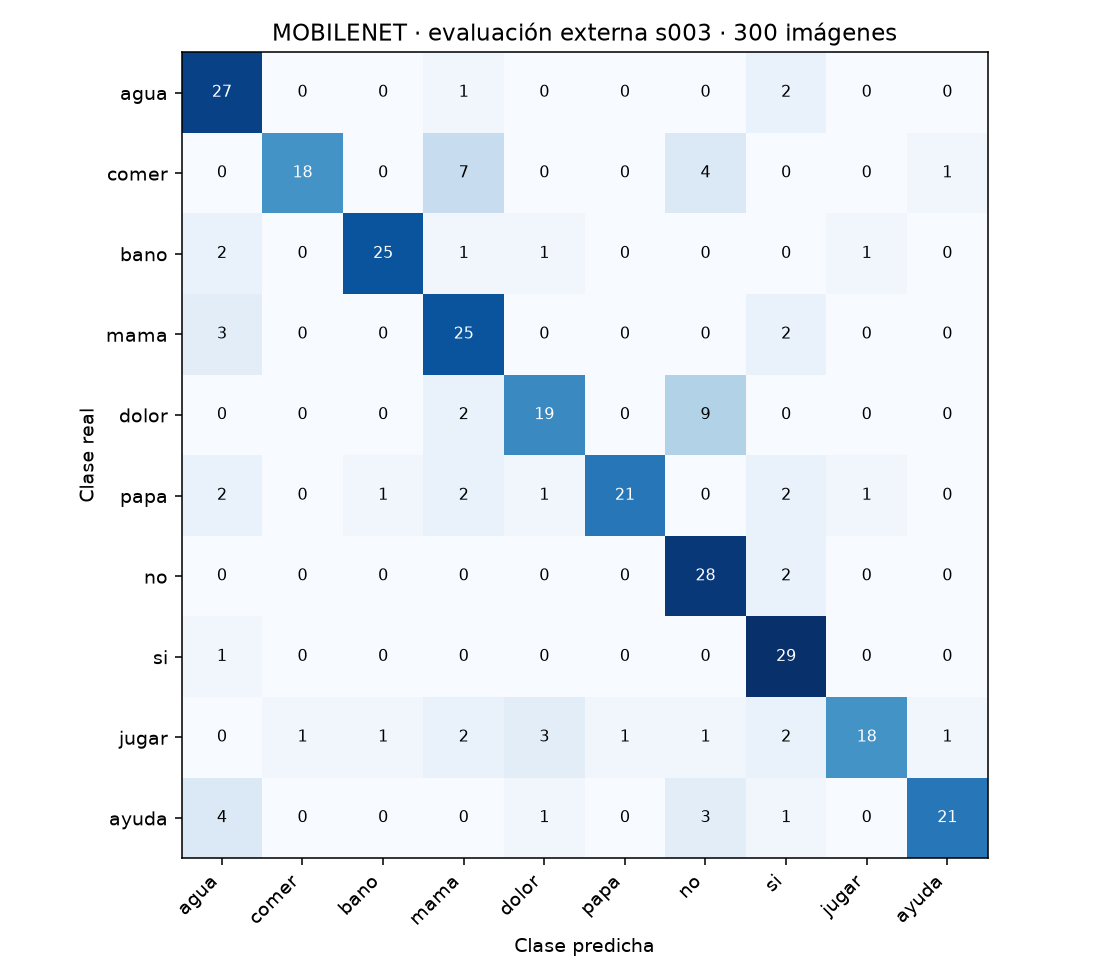 MOBILENET · evaluación externa s003 · 300 imágenes
agua 27 0 0 1 0 0 0 2 0 0
comer 0 18 0 7 0 0 4 0 0 1
bano 2 0 25 1 1 0 0 0 1 0
mama 3 0 0 25 0 0 0 2 0 0
dolor 0 0 0 2 19 0 9 0 0 0
papa 2 0 1 2 1 21 0 2 1 0
no 0 0 0 0 0 0 28 2 0 0
si 1 0 0 0 0 0 0 29 0 0
jugar 0 1 1 2 3 1 1 2 18 1
ayuda 4 0 0 0 1 0 3 1 0 21
Clase real
agua comer bano mama dolor papa no si jugar ayuda
Clase predicha